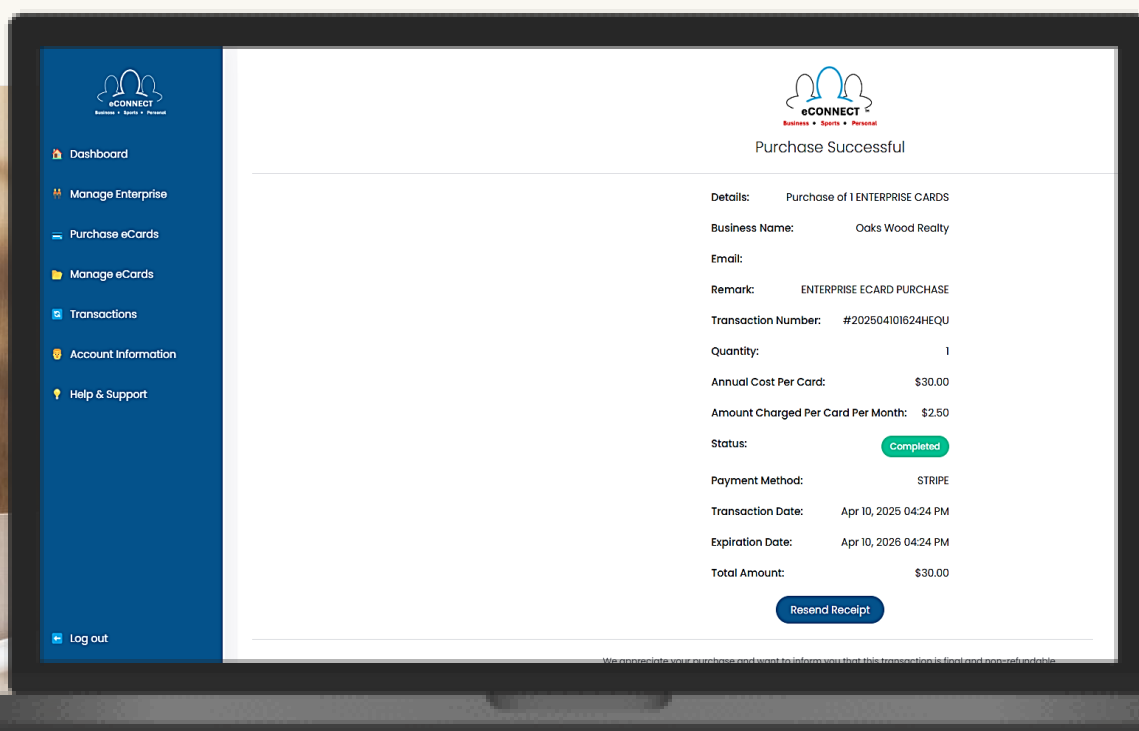 eCONNECT
Business • Sports • Personal
Dashboard
Manage Enterprise
Purchase eCards
Manage eCards
Transactions
Account Information
Help & Support
Log out
eCONNECT ™
Business • Sports • Personal
Purchase Successful
Details: Purchase of 1 ENTERPRISE CARDS
Business Name: Oaks Wood Realty
Email:
Remark: ENTERPRISE ECARD PURCHASE
Transaction Number: #202504101624HEQU
Quantity: 1
Annual Cost Per Card: $30.00
Amount Charged Per Card Per Month: $2.50
Status: Completed
Payment Method: STRIPE
Transaction Date: Apr 10, 2025 04:24 PM
Expiration Date: Apr 10, 2026 04:24 PM
Total Amount: $30.00
Resend Receipt
We appreciate your purchase and want to inform you that this transaction is final and non-refundable